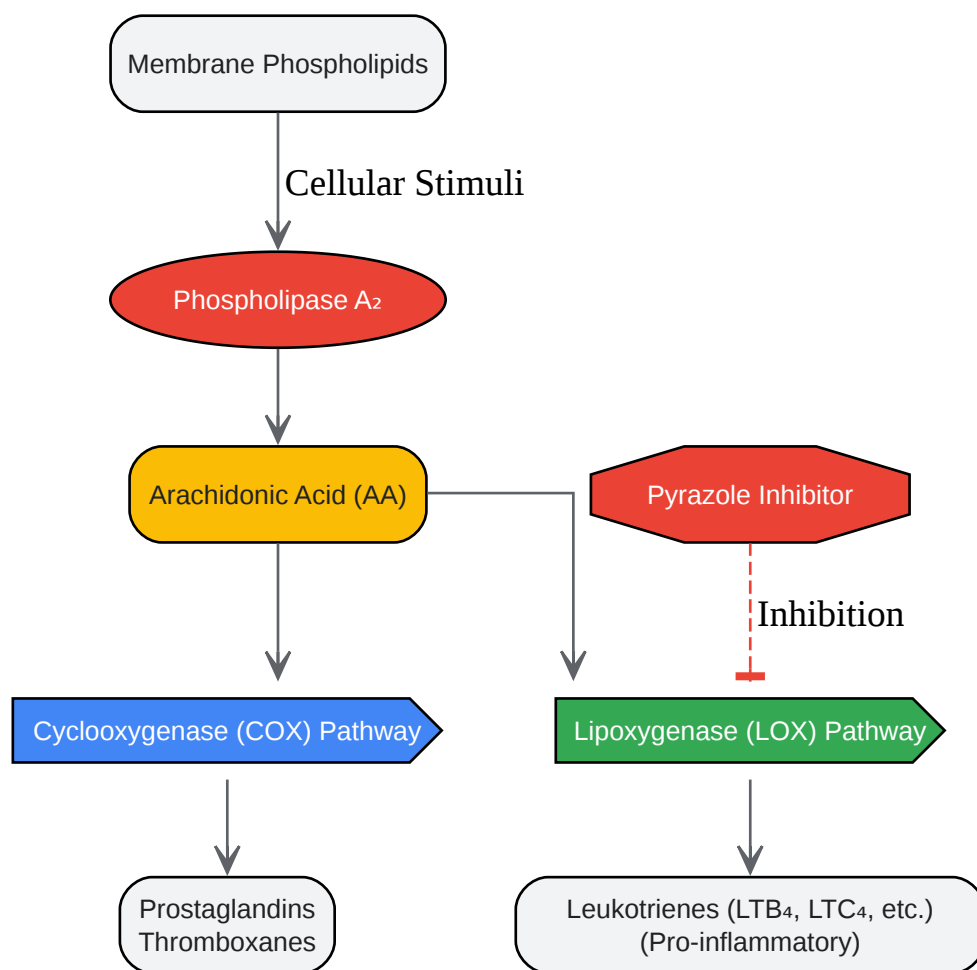 Membrane Phospholipids
Cellular Stimuli
Phospholipase A₂
Arachidonic Acid (AA)
Pyrazole Inhibitor
Inhibition
Cyclooxygenase (COX) Pathway
Lipoxygenase (LOX) Pathway
Prostaglandins
Thromboxanes
Leukotrienes (LTB₄, LTC₄, etc.)
(Pro-inflammatory)